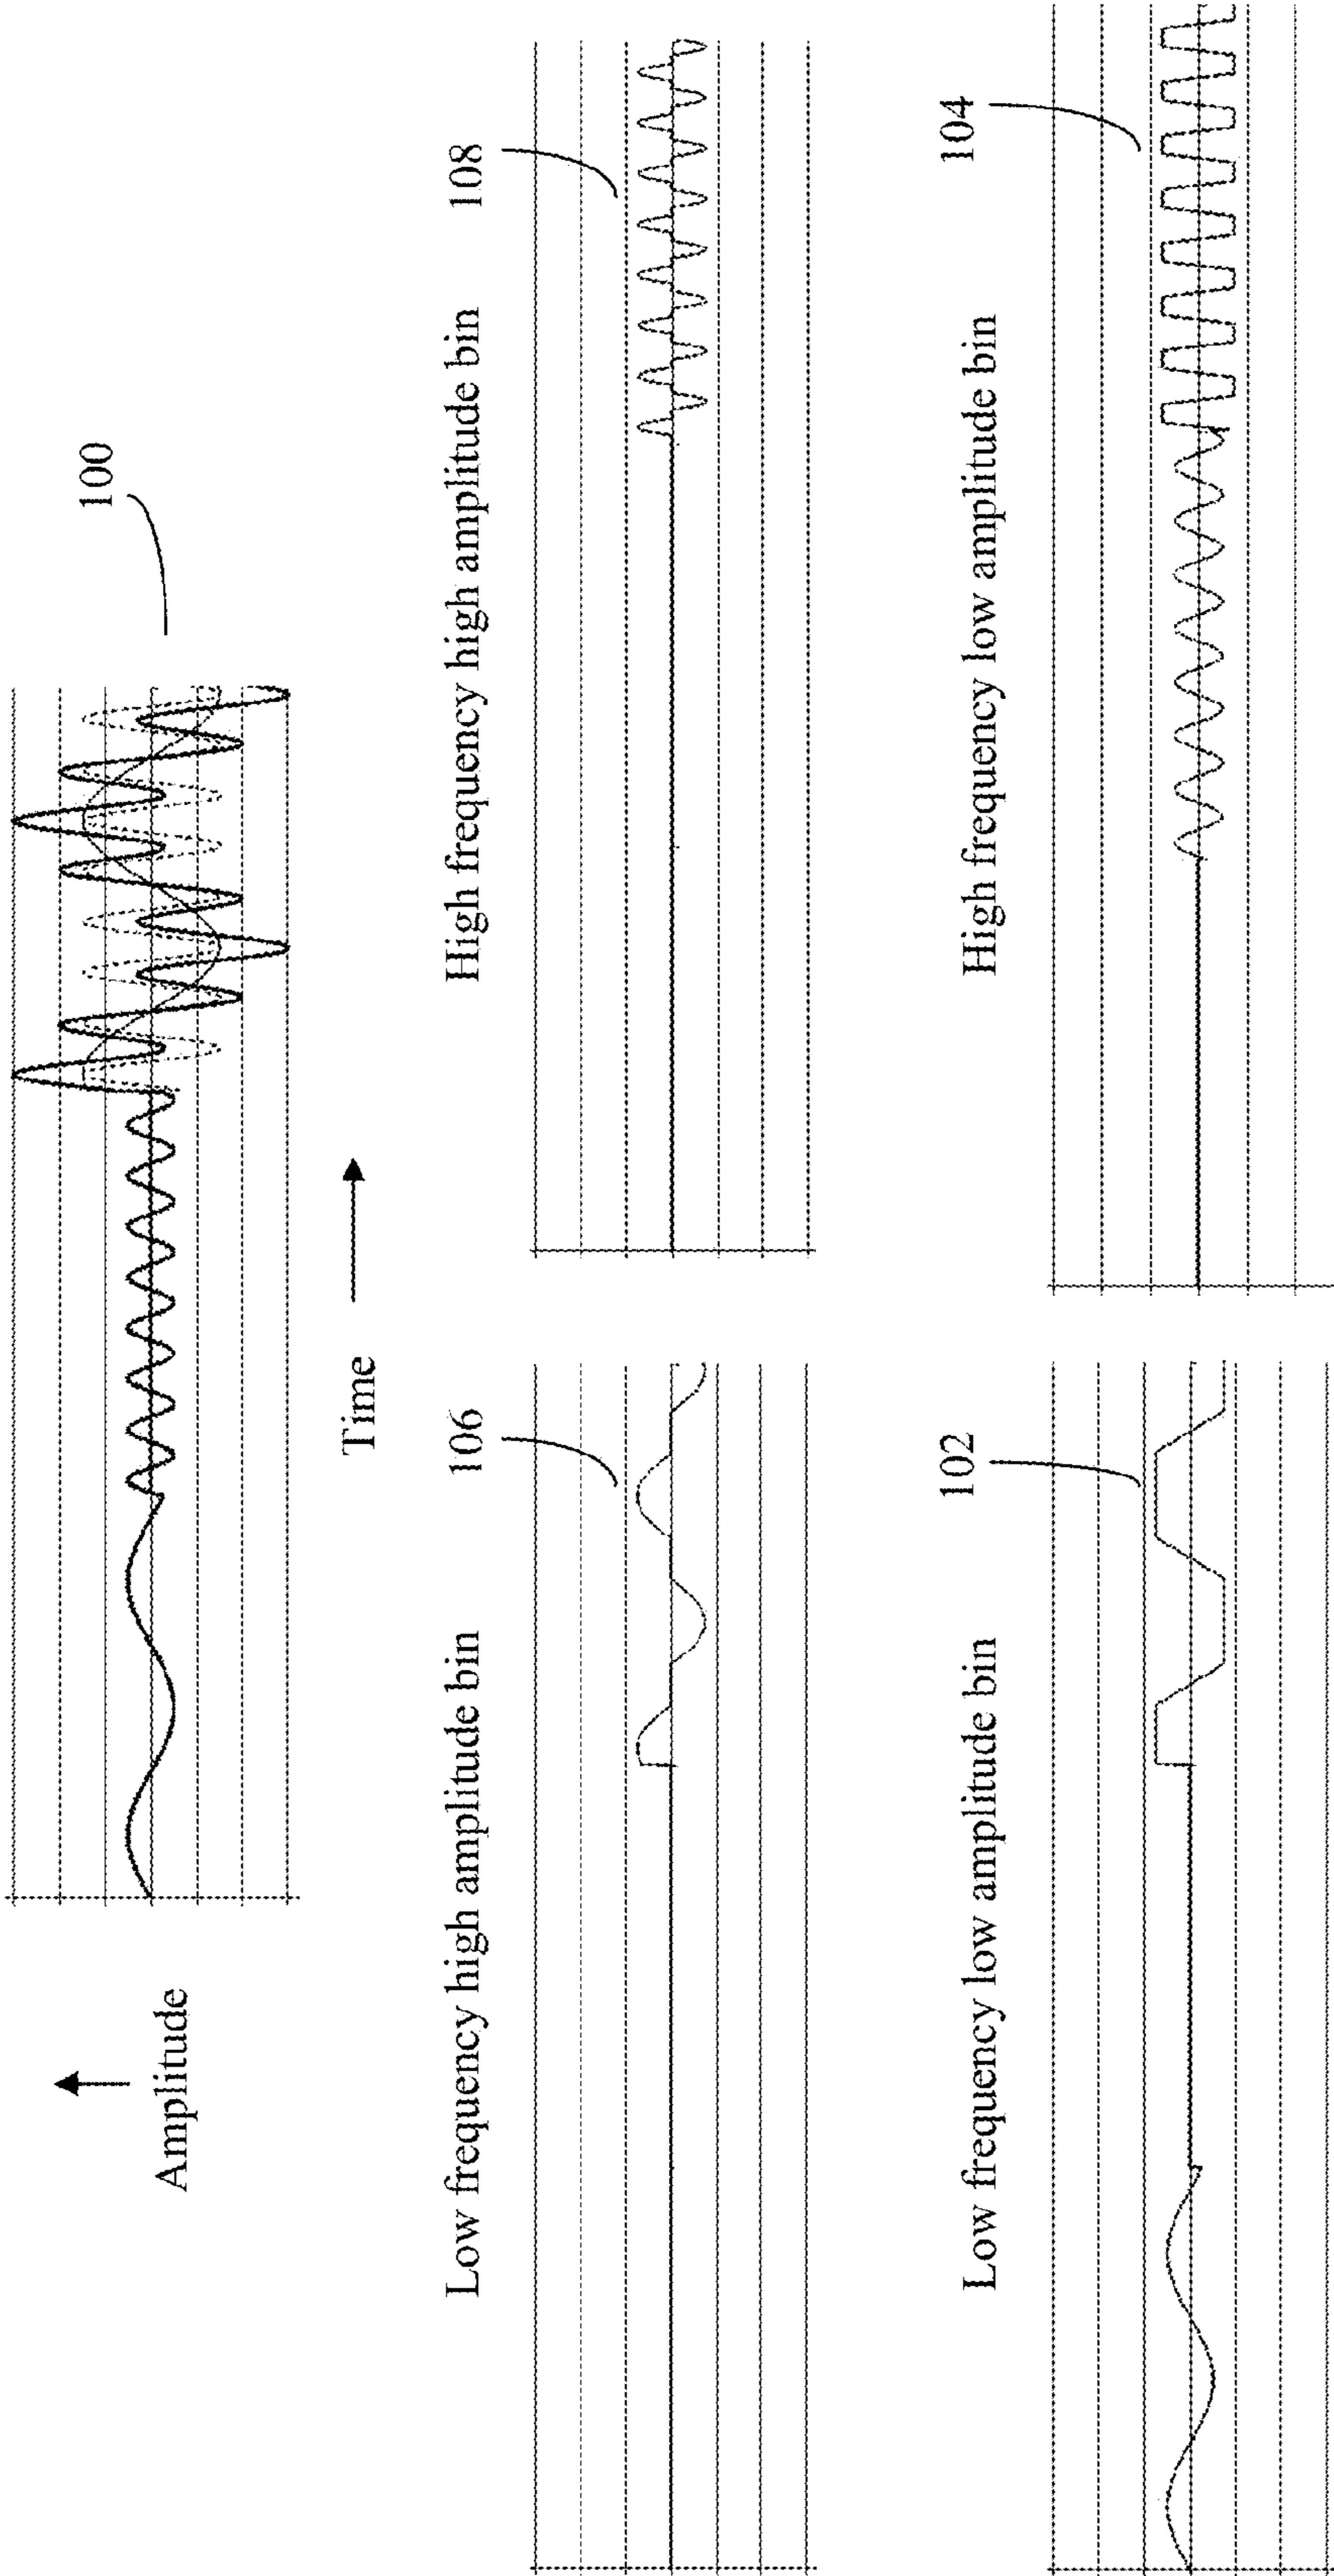 100
Amplitude
Time
Low frequency high amplitude bin
106
High frequency high amplitude bin
108
Low frequency low amplitude bin
102
High frequency low amplitude bin
104